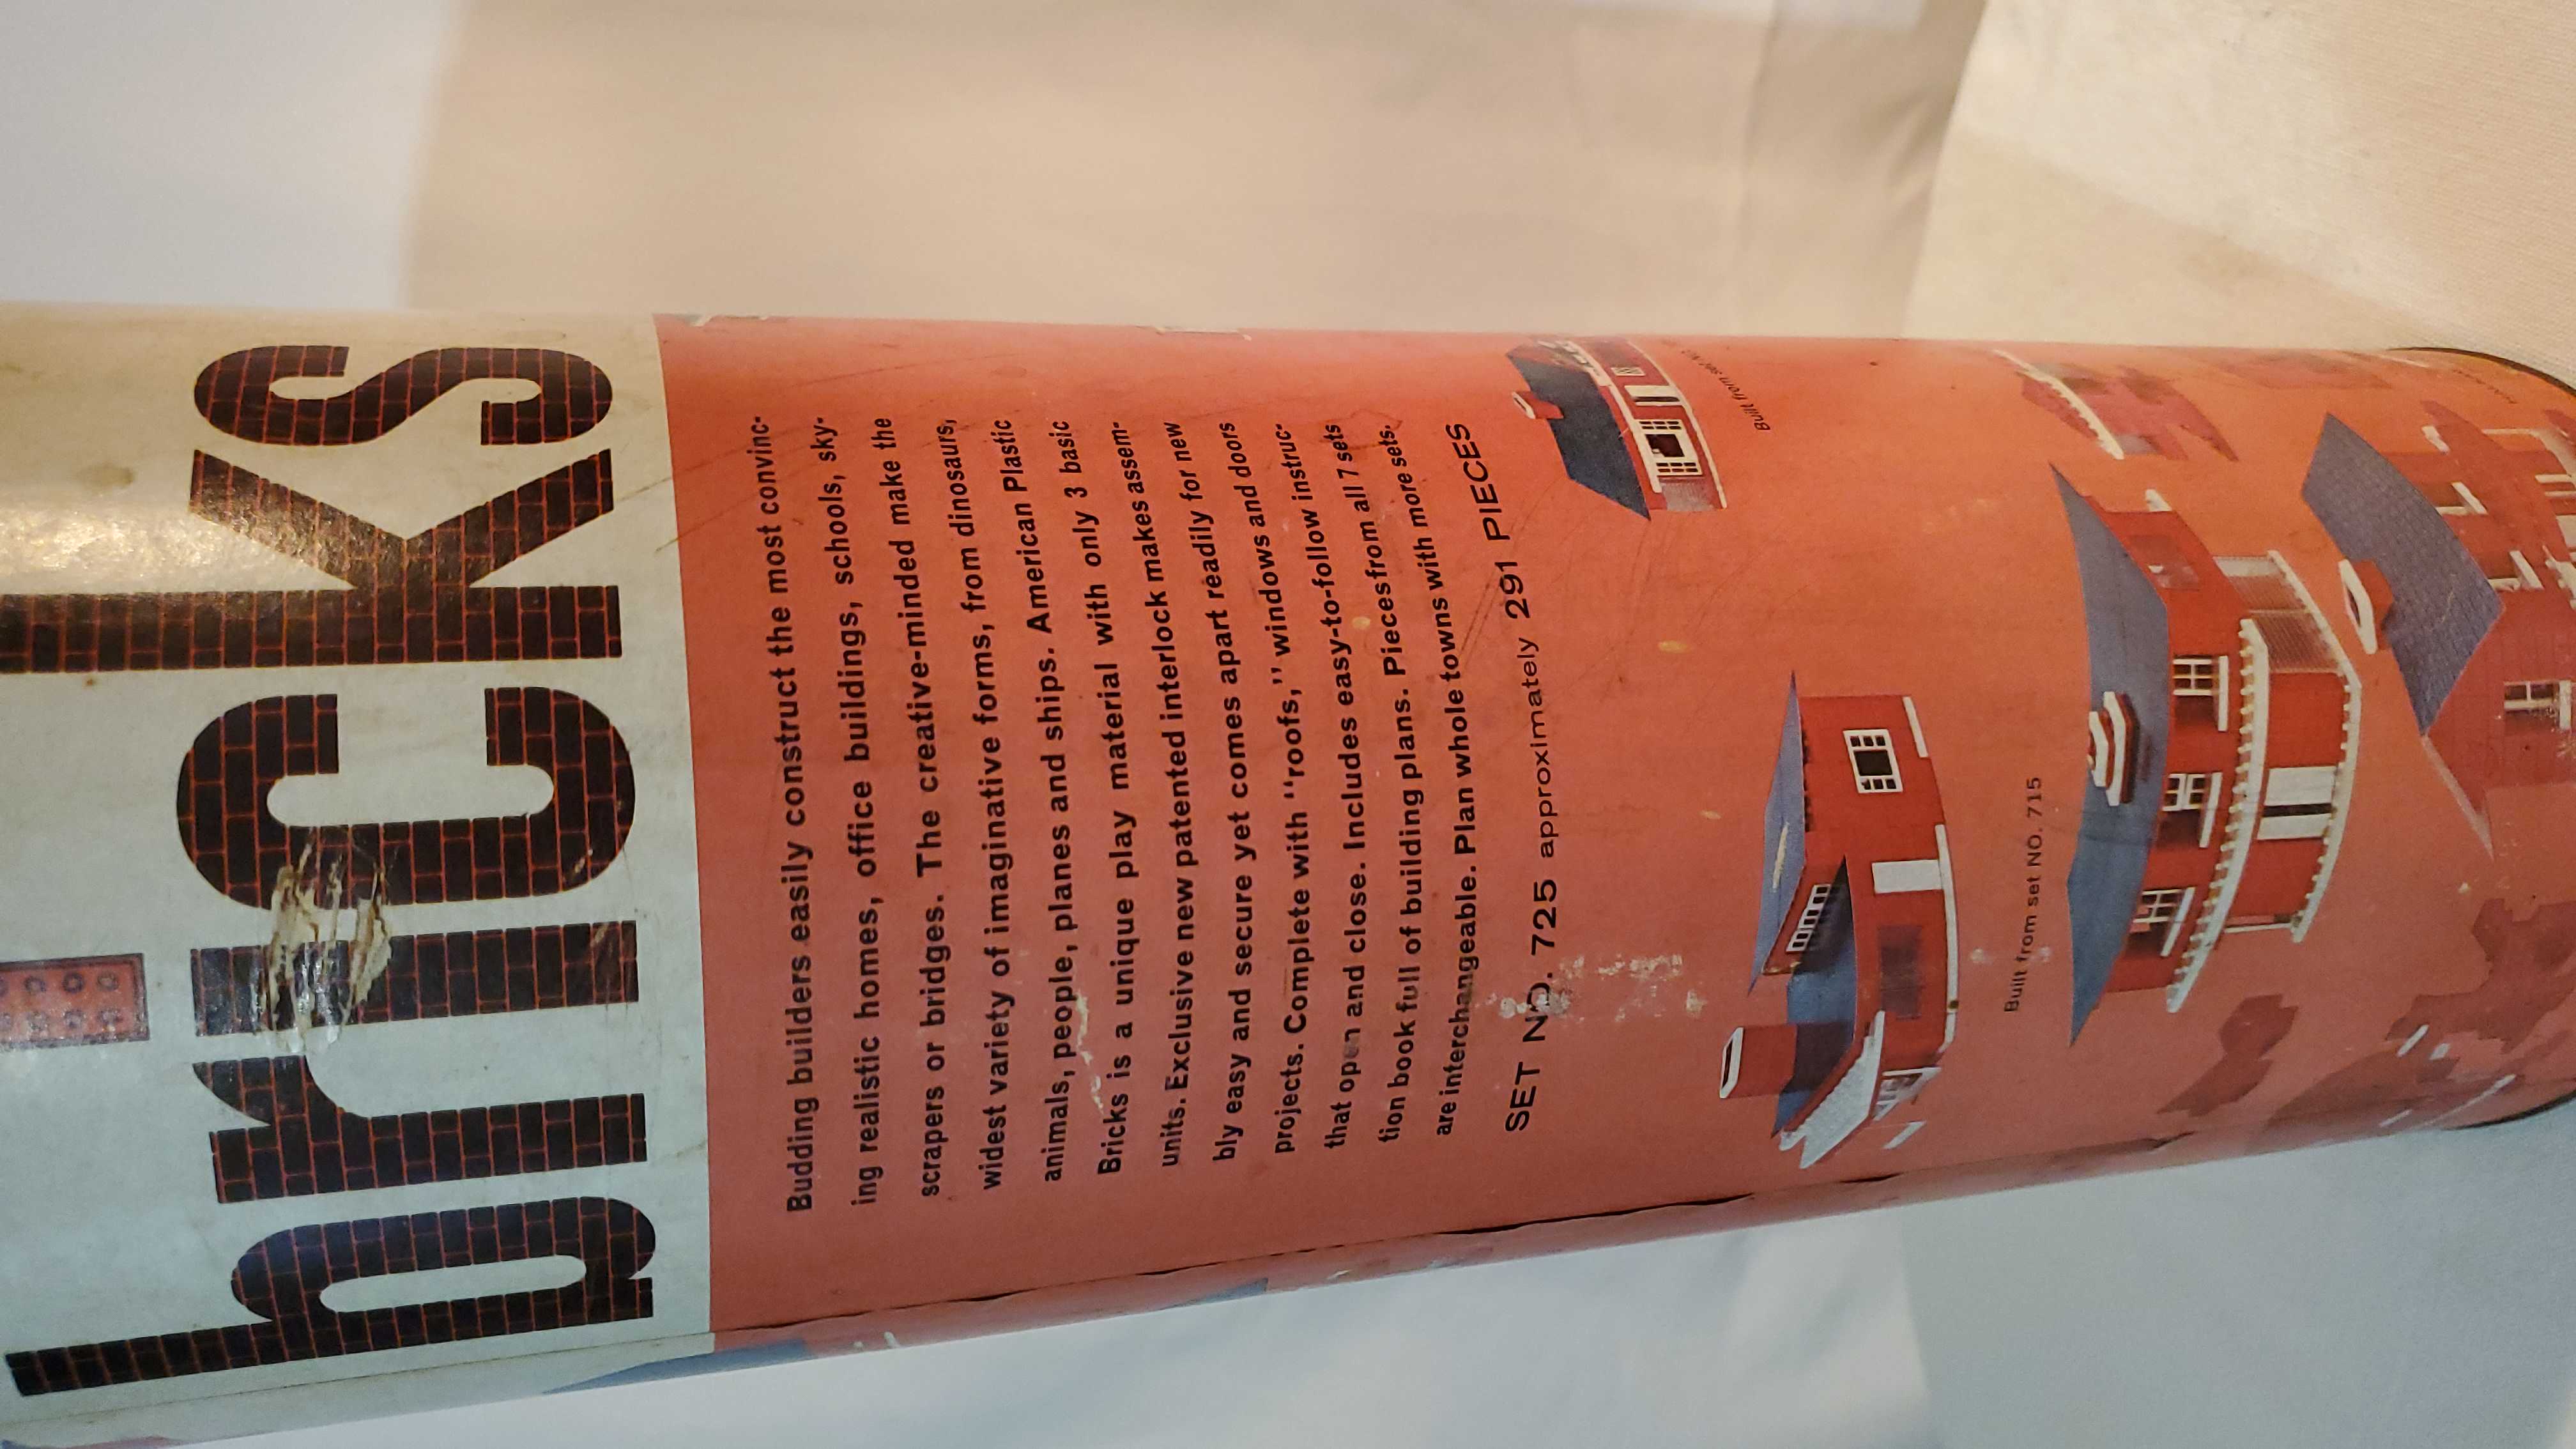 bricks
Budding builders easily construct the most convinc-
ing realistic homes, office buildings, schools, sky-
scrapers or bridges. The creative-minded make the
widest variety of imaginative forms, from dinosaurs,
animals, people, planes and ships. American Plastic
Bricks is a unique play material with only 3 basic
units. Exclusive new patented interlock makes assem-
bly easy and secure yet comes apart readily for new
projects. Complete with "roofs," windows and doors
that open and close. Includes easy-to-follow instruc-
tion book full of building plans. Pieces from all 7 sets
are interchangeable. Plan whole towns with more sets.
SET NO. 725 approximately 291 PIECES
Built from set NO.
Built from set NO. 715